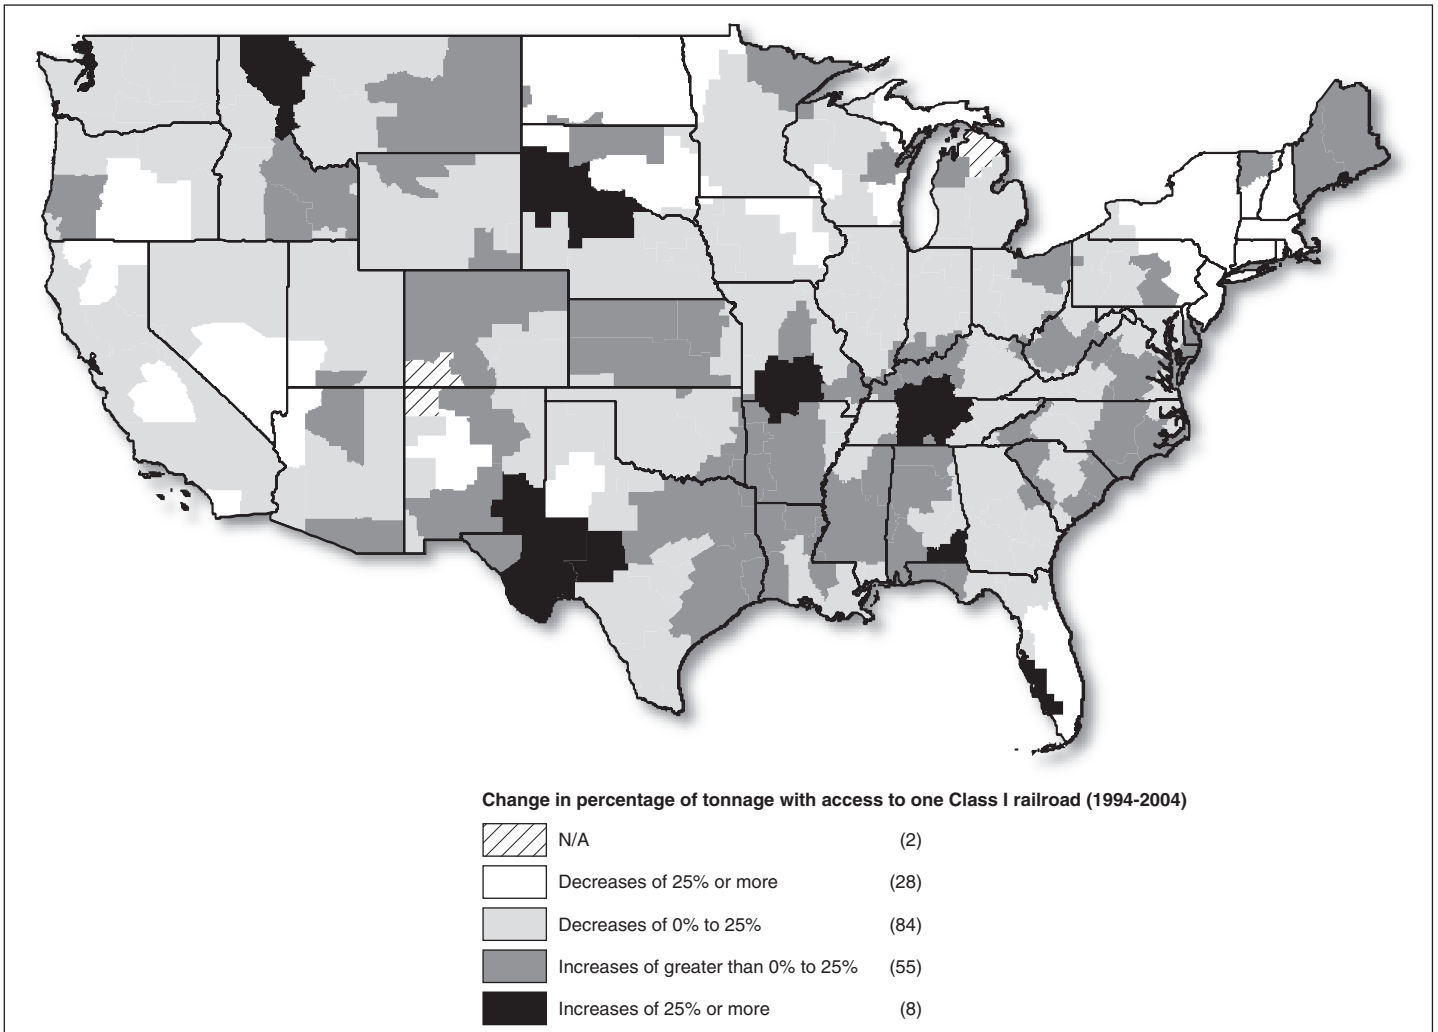 Change in percentage of tonnage with access to one Class I railroad (1994-2004)
N/A (2)
Decreases of 25% or more (28)
Decreases of 0% to 25% (84)
Increases of greater than 0% to 25% (55)
Increases of 25% or more (8)